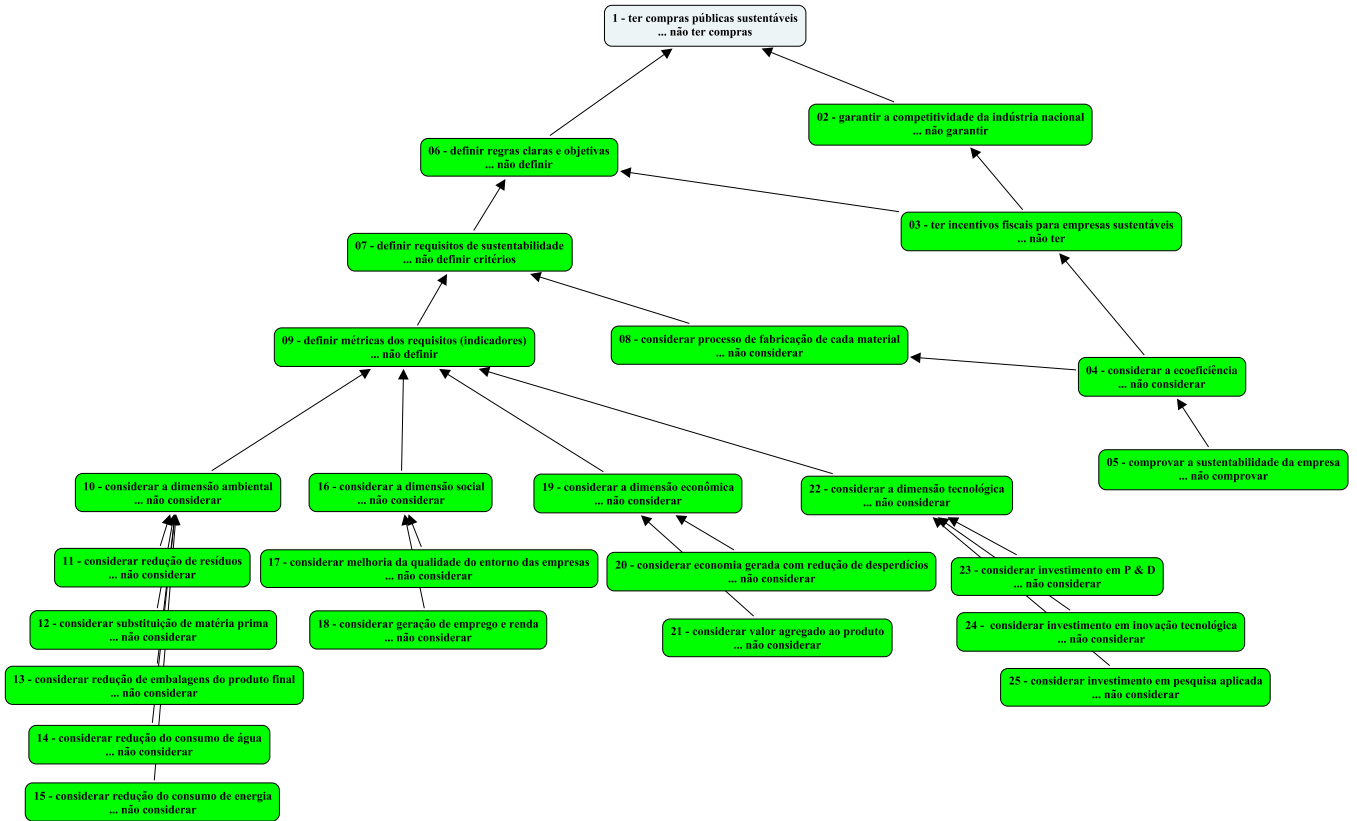 1 - ter compras públicas sustentáveis
... não ter compras
02 - garantir a competitividade da indústria nacional
... não garantir
06 - definir regras claras e objetivas
... não definir
03 - ter incentivos fiscais para empresas sustentáveis
... não ter
07 - definir requisitos de sustentabilidade
... não definir critérios
09 - definir métricas dos requisitos (indicadores)
... não definir
08 - considerar processo de fabricação de cada material
... não considerar
04 - considerar a ecoeficiência
... não considerar
05 - comprovar a sustentabilidade da empresa
... não comprovar
10 - considerar a dimensão ambiental
... não considerar
16 - considerar a dimensão social
... não considerar
19 - considerar a dimensão econômica
... não considerar
22 - considerar a dimensão tecnológica
... não considerar
11 - considerar redução de resíduos
... não considerar
17 - considerar melhoria da qualidade do entorno das empresas
... não considerar
20 - considerar economia gerada com redução de desperdícios
... não considerar
23 - considerar investimento em P & D
... não considerar
12 - considerar substituição de matéria prima
... não considerar
18 - considerar geração de emprego e renda
... não considerar
21 - considerar valor agregado ao produto
... não considerar
24 -  considerar investimento em inovação tecnológica
... não considerar
13 - considerar redução de embalagens do produto final
... não considerar
25 - considerar investimento em pesquisa aplicada
... não considerar
14 - considerar redução do consumo de água
... não considerar
15 - considerar redução do consumo de energia
... não considerar